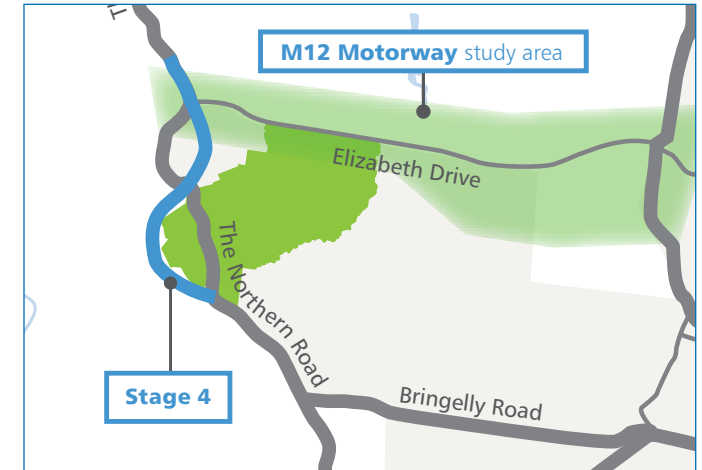 M12 Motorway study area
Elizabeth Drive
The Northern Road
Stage 4
Bringelly Road